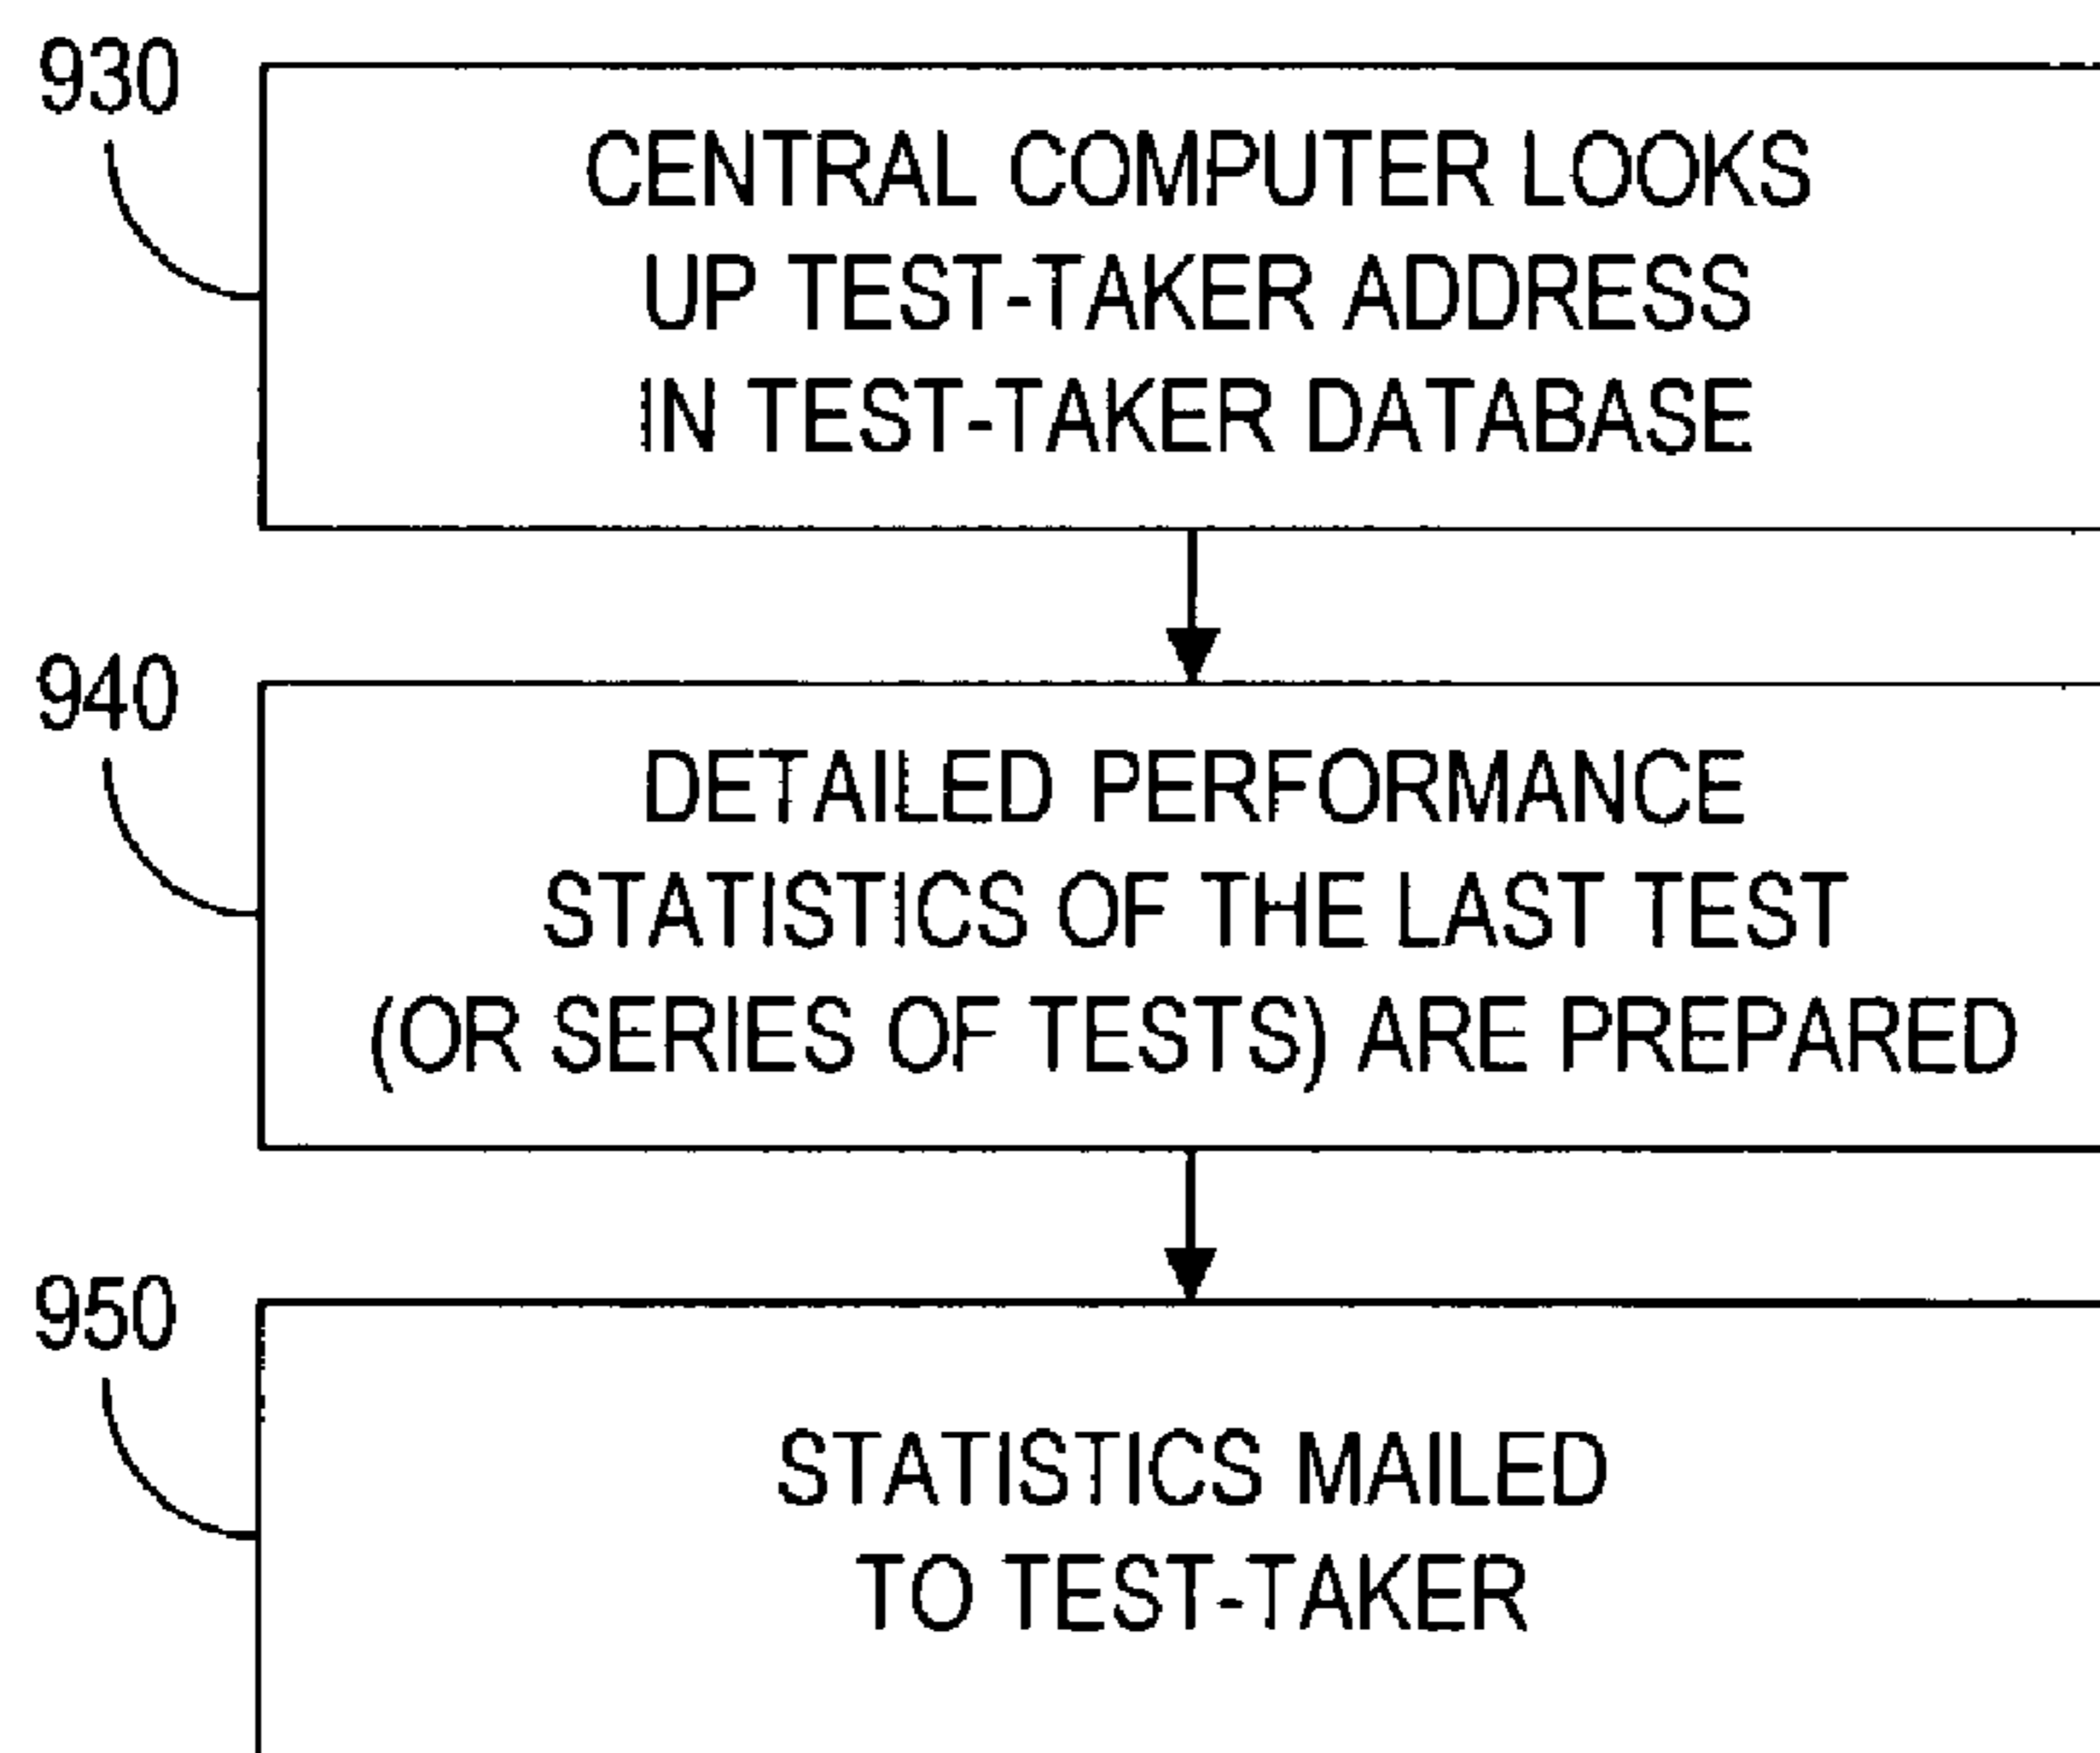 930
CENTRAL COMPUTER LOOKS
UP TEST-TAKER ADDRESS
IN TEST-TAKER DATABASE
940
DETAILED PERFORMANCE
STATISTICS OF THE LAST TEST
(OR SERIES OF TESTS) ARE PREPARED
950
STATISTICS MAILED
TO TEST-TAKER